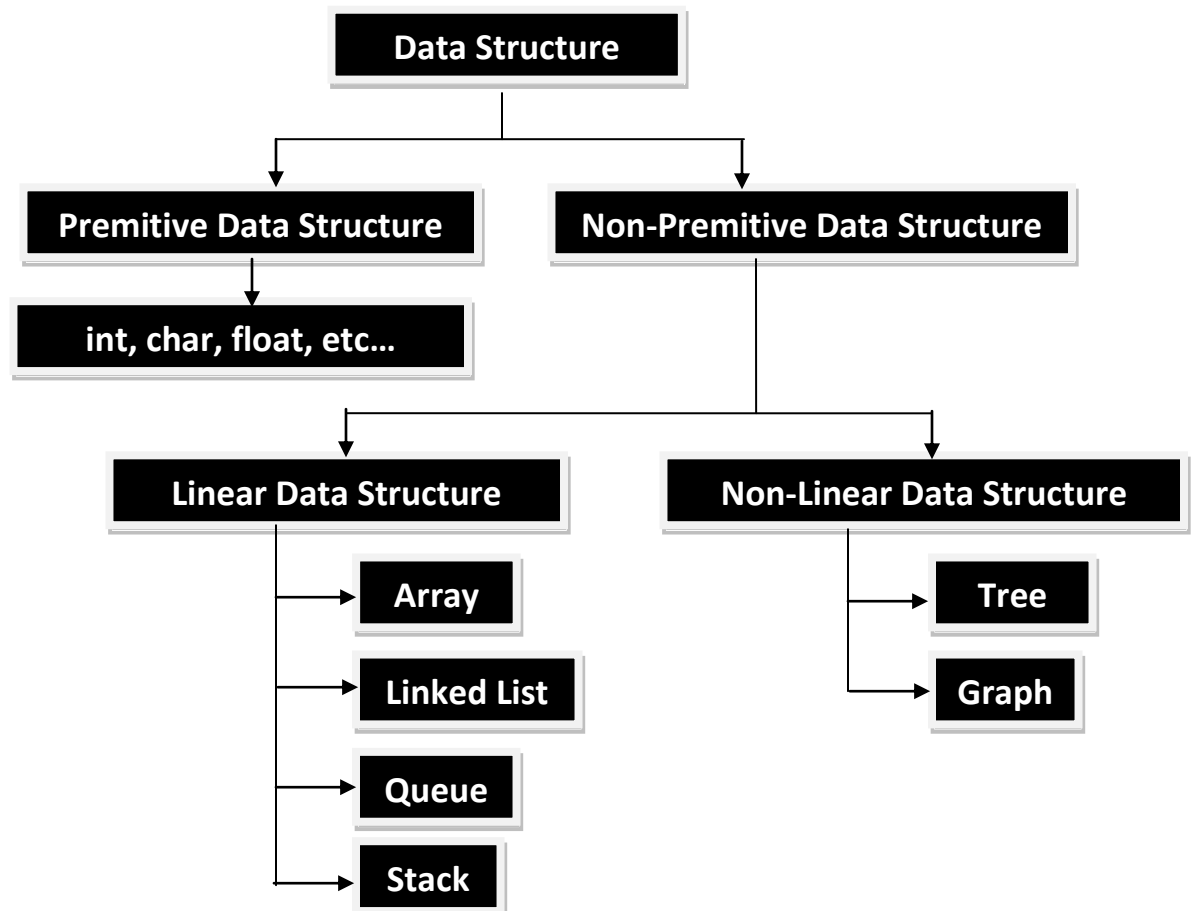 Data Structure
Premitive Data Structure
Non-Premitive Data Structure
int, char, float, etc…
Linear Data Structure
Non-Linear Data Structure
Array
Tree
Linked List
Graph
Queue
Stack